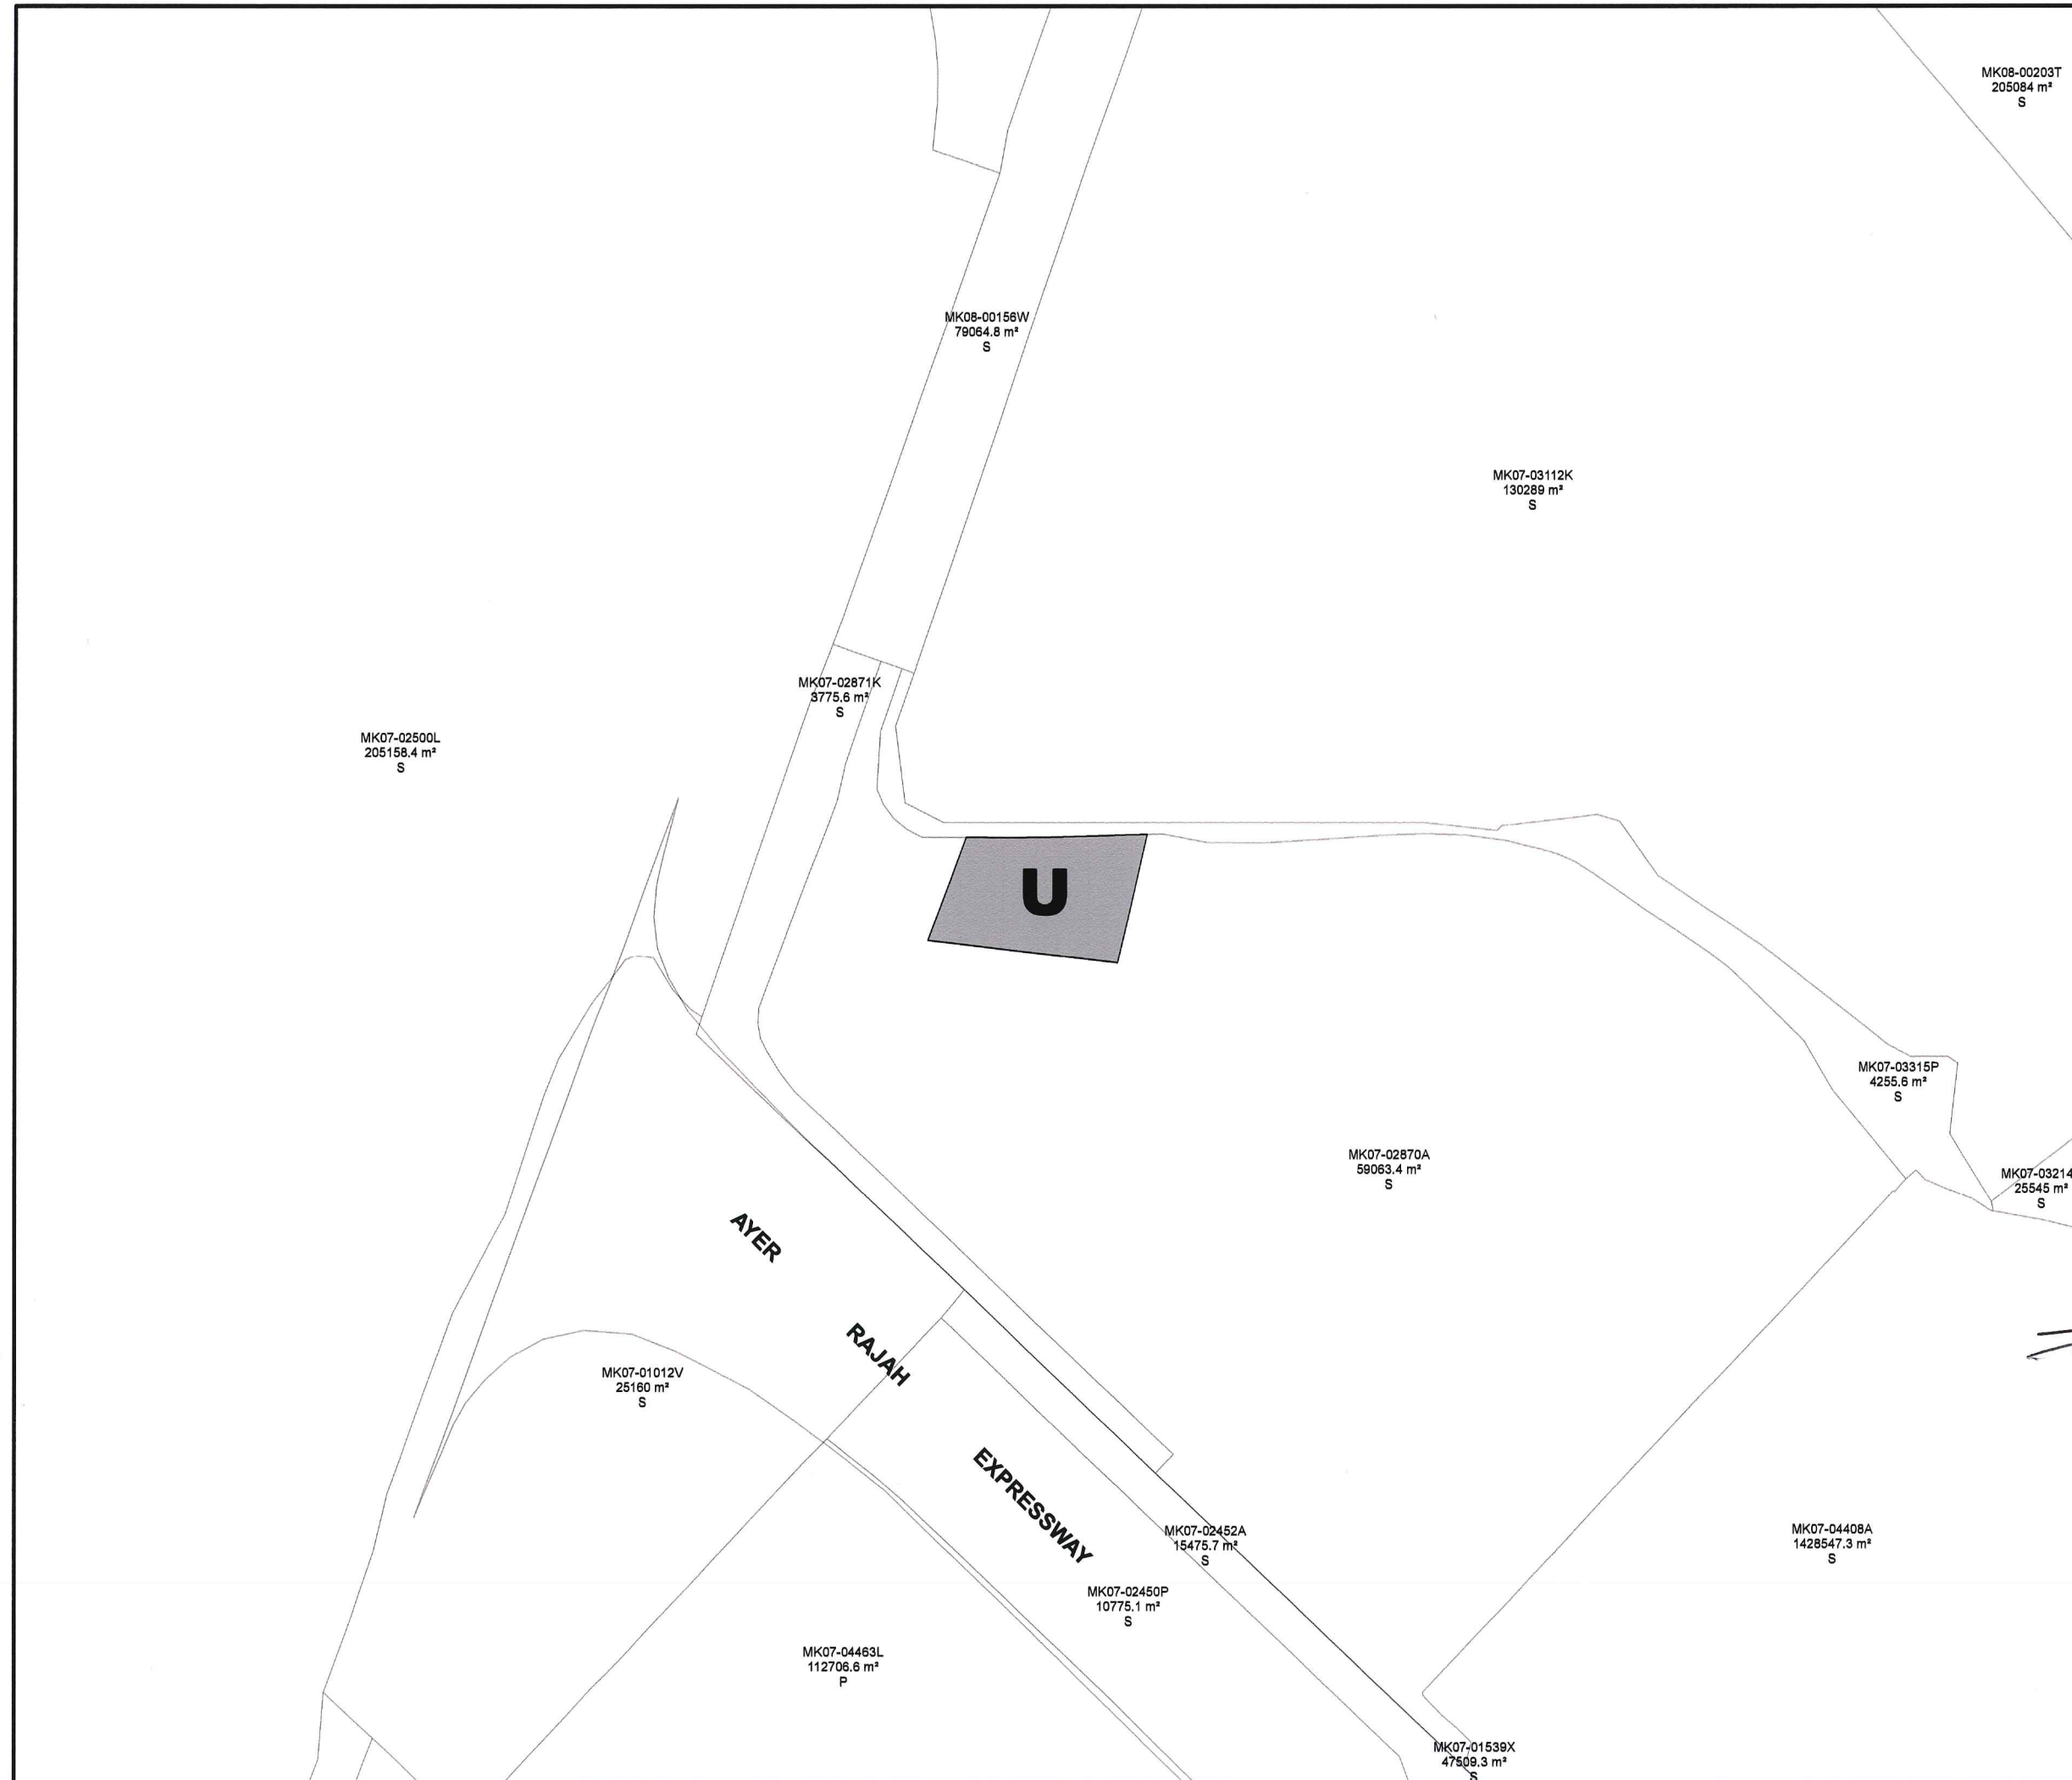 MK08-00203T
205084 m²
S
MK08-00156W
79064.8 m²
S
MK07-03112K
130289 m²
S
MK07-02871K
3775.6 m²
S
MK07-02500L
205158.4 m²
S
U
MK07-03315P
4255.6 m²
S
MK07-02870A
59063.4 m²
S
MK07-03214
25545 m²
S
AYER
RAJAH
EXPRESSWAY
MK07-01012V
25160 m²
S
MK07-02452A
15475.7 m²
S
MK07-04408A
1428547.3 m²
S
MK07-02450P
10775.1 m²
S
MK07-04463L
112706.6 m²
P
MK07-01539X
47509.3 m²
S